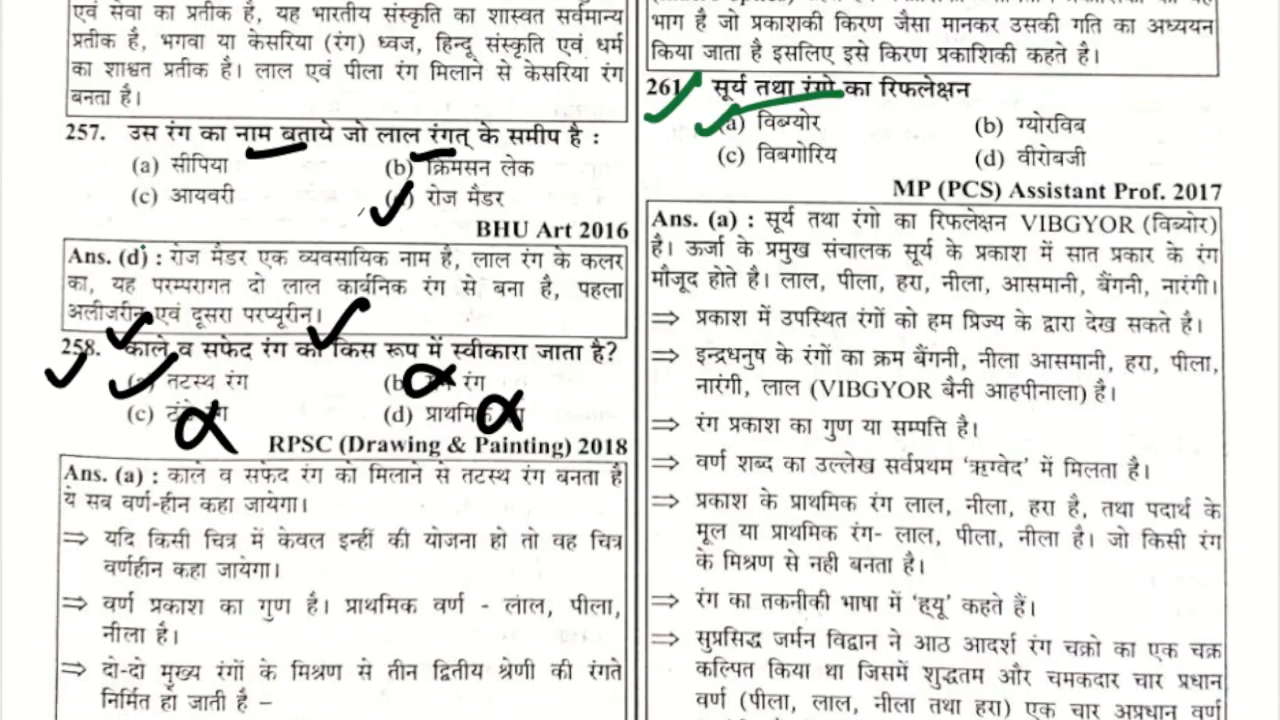 एवं सेवा का प्रतीक है, यह भारतीय संस्कृति का शास्वत सर्वमान्य
प्रतीक है, भगवा या केसरिया (रंग) ध्वज, हिन्दू संस्कृति एवं धर्म
का शाश्वत प्रतीक है। लाल एवं पीला रंग मिलाने से केसरिया रंग
बनता है।
257. उस रंग का नाम बताये जो लाल रंगत् के समीप है :
(a) सीपिया (b) क्रिमसन लेक
(c) आयवरी रोज मैडर
BHU Art 2016
Ans. (d) : रोज मैडर एक व्यवसायिक नाम है, लाल रंग के कलर
का, यह परम्परागत दो लाल कार्बनिक रंग से बना है, पहला
अलीजरीन एवं दूसरा परप्यूरीन।
258. काले व सफेद रंग को किस रूप में स्वीकारा जाता है?
तटस्थ रंग (b) रंग
(c) (d) प्राथमिक
RPSC (Drawing & Painting) 2018
Ans. (a) : काले व सफेद रंग को मिलाने से तटस्थ रंग बनता है
ये सब वर्ण-हीन कहा जायेगा।
⇒ यदि किसी चित्र में केवल इन्हीं की योजना हो तो वह चित्र
वर्णहीन कहा जायेगा।
⇒ वर्ण प्रकाश का गुण है। प्राथमिक वर्ण - लाल, पीला,
नीला है।
⇒ दो-दो मुख्य रंगों के मिश्रण से तीन द्वितीय श्रेणी की रंगते
निर्मित हो जाती है –
भाग है जो प्रकाशकी किरण जैसा मानकर उसकी गति का अध्ययन
किया जाता है इसलिए इसे किरण प्रकाशिकी कहते है।
261. सूर्य तथा रंगो का रिफलेक्षन
(a) विब्ग्योर (b) ग्योरविब
(c) विबगोरिय (d) वीरोबजी
MP (PCS) Assistant Prof. 2017
Ans. (a) : सूर्य तथा रंगो का रिफलेक्षन VIBGYOR (विब्योर)
है। ऊर्जा के प्रमुख संचालक सूर्य के प्रकाश में सात प्रकार के रंग
मौजूद होते है। लाल, पीला, हरा, नीला, आसमानी, बैंगनी, नारंगी।
⇒ प्रकाश में उपस्थित रंगों को हम प्रिज्य के द्वारा देख सकते है।
⇒ इन्द्रधनुष के रंगों का क्रम बैंगनी, नीला आसमानी, हरा, पीला,
नारंगी, लाल (VIBGYOR बैनी आहपीनाला) है।
⇒ रंग प्रकाश का गुण या सम्पत्ति है।
⇒ वर्ण शब्द का उल्लेख सर्वप्रथम 'ऋग्वेद' में मिलता है।
⇒ प्रकाश के प्राथमिक रंग लाल, नीला, हरा है, तथा पदार्थ के
मूल या प्राथमिक रंग- लाल, पीला, नीला है। जो किसी रंग
के मिश्रण से नही बनता है।
⇒ रंग का तकनीकी भाषा में 'ह्यू' कहते हैं।
⇒ सुप्रसिद्ध जर्मन विद्वान ने आठ आदर्श रंग चक्रो का एक चक्र
कल्पित किया था जिसमें शुद्धतम और चमकदार चार प्रधान
वर्ण (पीला, लाल, नीला तथा हरा) एक चार अप्रधान वर्ण